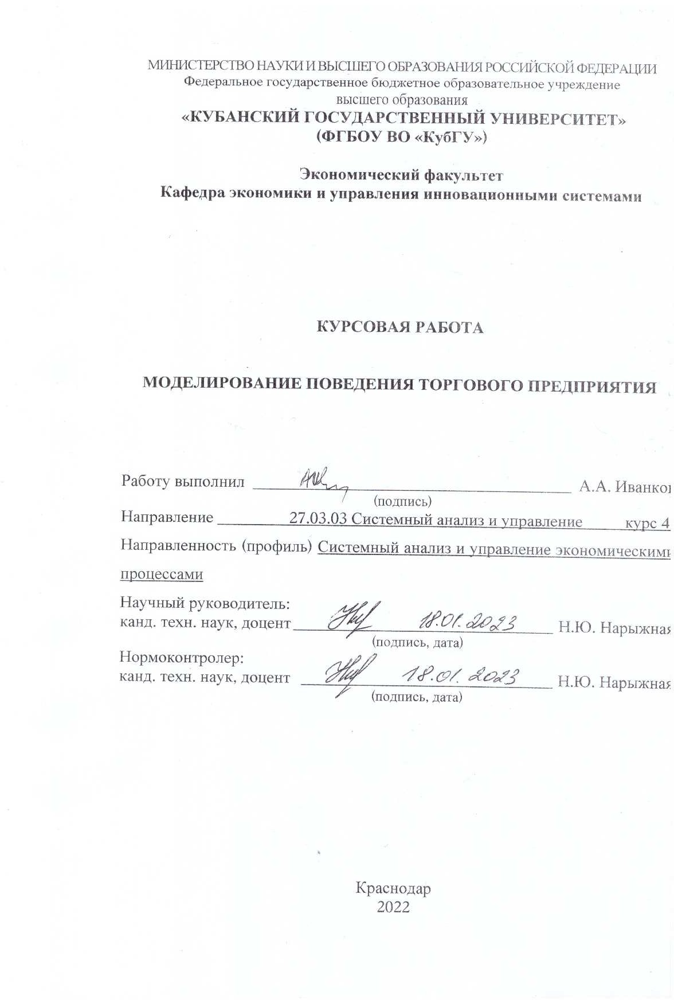 МИНИСТЕРСТВО НАУКИ И ВЫСШЕГО ОБРАЗОВАНИЯ РОССИЙСКОЙ ФЕДЕРАЦИИ
Федеральное государственное бюджетное образовательное учреждение
высшего образования
«КУБАНСКИЙ ГОСУДАРСТВЕННЫЙ УНИВЕРСИТЕТ»
(ФГБОУ ВО «КубГУ»)
Экономический факультет
Кафедра экономики и управления инновационными системами
КУРСОВАЯ РАБОТА
МОДЕЛИРОВАНИЕ ПОВЕДЕНИЯ ТОРГОВОГО ПРЕДПРИЯТИЯ
Работу выполнил А.А. Иванков
(подпись)
Направление 27.03.03 Системный анализ и управление курс 4
Направленность (профиль) Системный анализ и управление экономическими
процессами
Научный руководитель:
канд. техн. наук, доцент 18.01.2023 Н.Ю. Нарыжная
(подпись, дата)
Нормоконтролер:
канд. техн. наук, доцент 18.01.2023 Н.Ю. Нарыжная
(подпись, дата)
Краснодар
2022